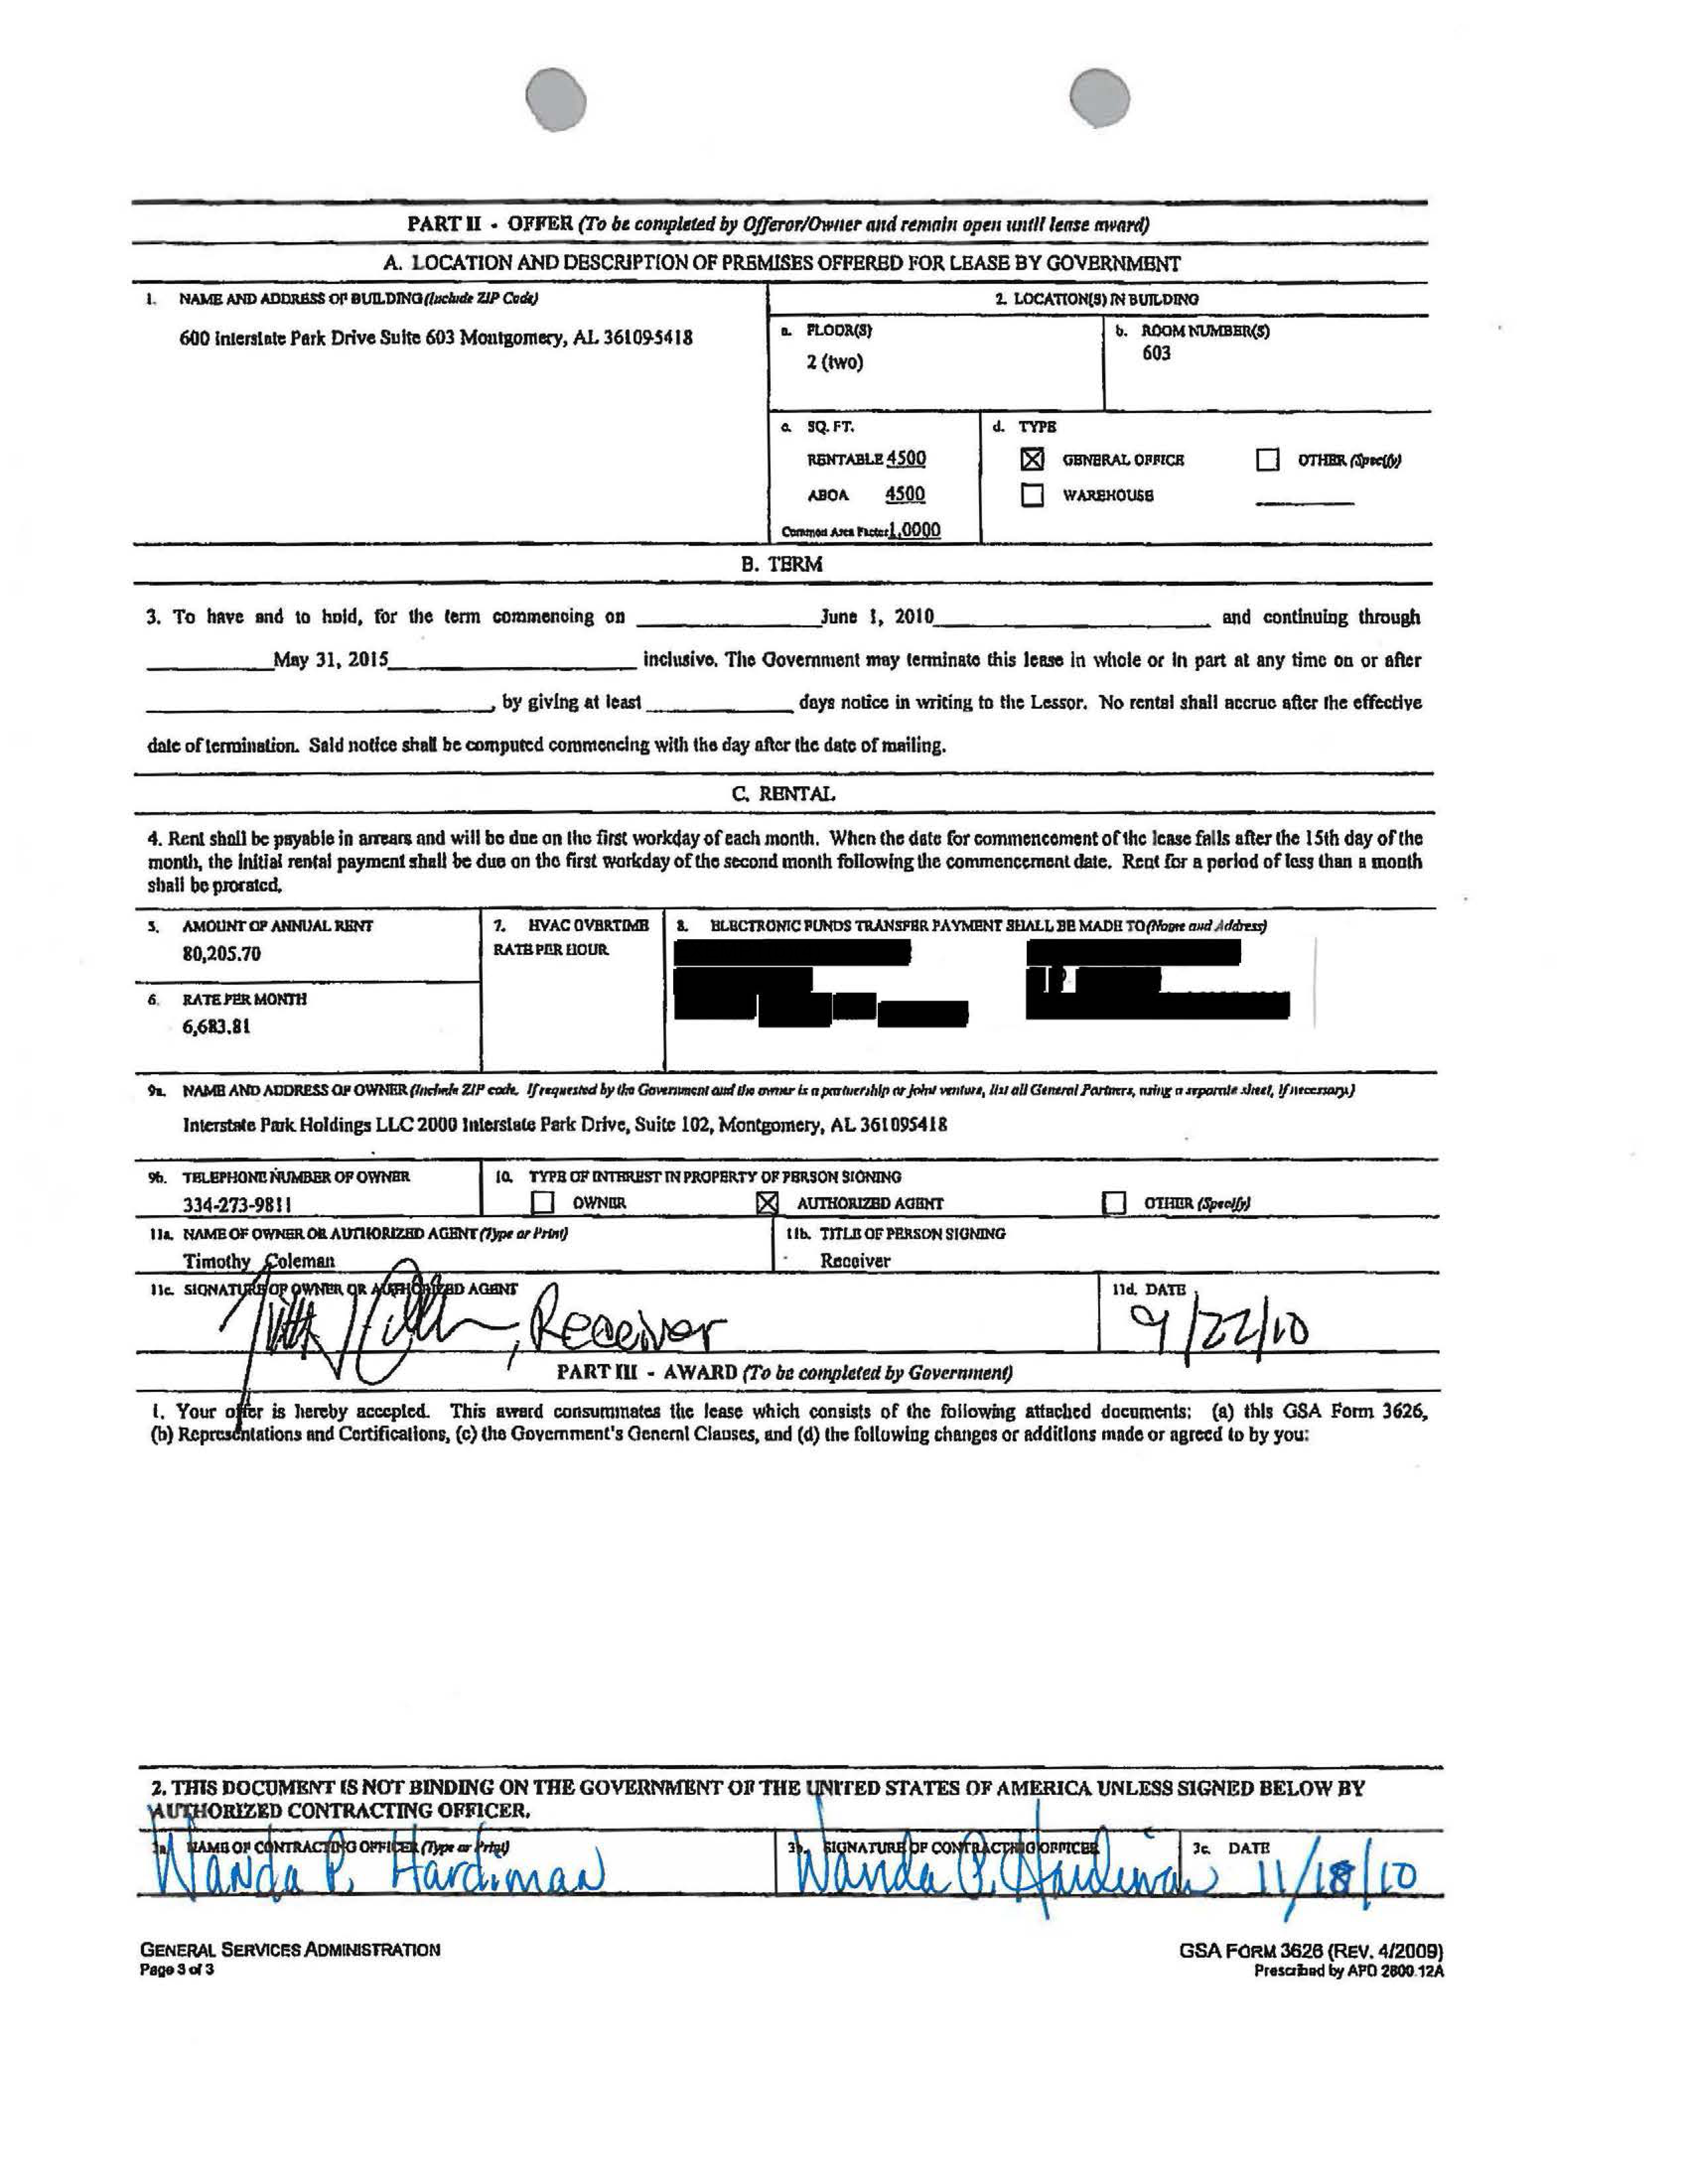 PART II - OFFER (To be completed by Offeror/Owner and remain open until lease award)
A. LOCATION AND DESCRIPTION OF PREMISES OFFERED FOR LEASE BY GOVERNMENT
1. NAME AND ADDRESS OF BUILDING (Include ZIP Code)
600 Interstate Park Drive Suite 603 Montgomery, AL 36109-5418
2. LOCATION(S) IN BUILDING
a. FLOOR(S)
2 (two)
b. ROOM NUMBER(S)
603
c. SQ. FT.
RENTABLE 4500
ABOA 4500
Common Area Factor 1.0000
d. TYPE
☒ GENERAL OFFICE ☐ OTHER (Specify)
☐ WAREHOUSE
B. TERM
3. To have and to hold, for the term commencing on June 1, 2010 and continuing through
May 31, 2015 inclusive. The Government may terminate this lease in whole or in part at any time on or after
, by giving at least days notice in writing to the Lessor. No rental shall accrue after the effective
date of termination. Said notice shall be computed commencing with the day after the date of mailing.
C. RENTAL
4. Rent shall be payable in arrears and will be due on the first workday of each month. When the date for commencement of the lease falls after the 15th day of the
month, the initial rental payment shall be due on the first workday of the second month following the commencement date. Rent for a period of less than a month
shall be prorated.
5. AMOUNT OF ANNUAL RENT
80,205.70
6. RATE PER MONTH
6,683.81
7. HVAC OVERTIME
RATE PER HOUR
8. ELECTRONIC FUNDS TRANSFER PAYMENT SHALL BE MADE TO (Name and Address)
9a. NAME AND ADDRESS OF OWNER (Include ZIP code. If requested by the Government and the owner is a partnership or joint venture, list all General Partners, using a separate sheet, if necessary.)
Interstate Park Holdings LLC 2000 Interstate Park Drive, Suite 102, Montgomery, AL 361095418
9b. TELEPHONE NUMBER OF OWNER
334-273-9811
10. TYPE OF INTEREST IN PROPERTY OF PERSON SIGNING
☐ OWNER ☒ AUTHORIZED AGENT ☐ OTHER (Specify)
11a. NAME OF OWNER OR AUTHORIZED AGENT (Type or Print)
Timothy Coleman
11b. TITLE OF PERSON SIGNING
Receiver
11c. SIGNATURE OF OWNER OR AUTHORIZED AGENT
, Receiver
11d. DATE
9/22/10
PART III - AWARD (To be completed by Government)
1. Your offer is hereby accepted. This award consummates the lease which consists of the following attached documents: (a) this GSA Form 3626,
(b) Representations and Certifications, (c) the Government's General Clauses, and (d) the following changes or additions made or agreed to by you:
2. THIS DOCUMENT IS NOT BINDING ON THE GOVERNMENT OF THE UNITED STATES OF AMERICA UNLESS SIGNED BELOW BY
AUTHORIZED CONTRACTING OFFICER.
3a. NAME OF CONTRACTING OFFICER (Type or Print)
Wanda P. Hardiman
3b. SIGNATURE OF CONTRACTING OFFICER
Wanda P. Hardiman
3c. DATE
11/18/10
GENERAL SERVICES ADMINISTRATION
Page 3 of 3
GSA FORM 3626 (REV. 4/2009)
Prescribed by APD 2800.12A